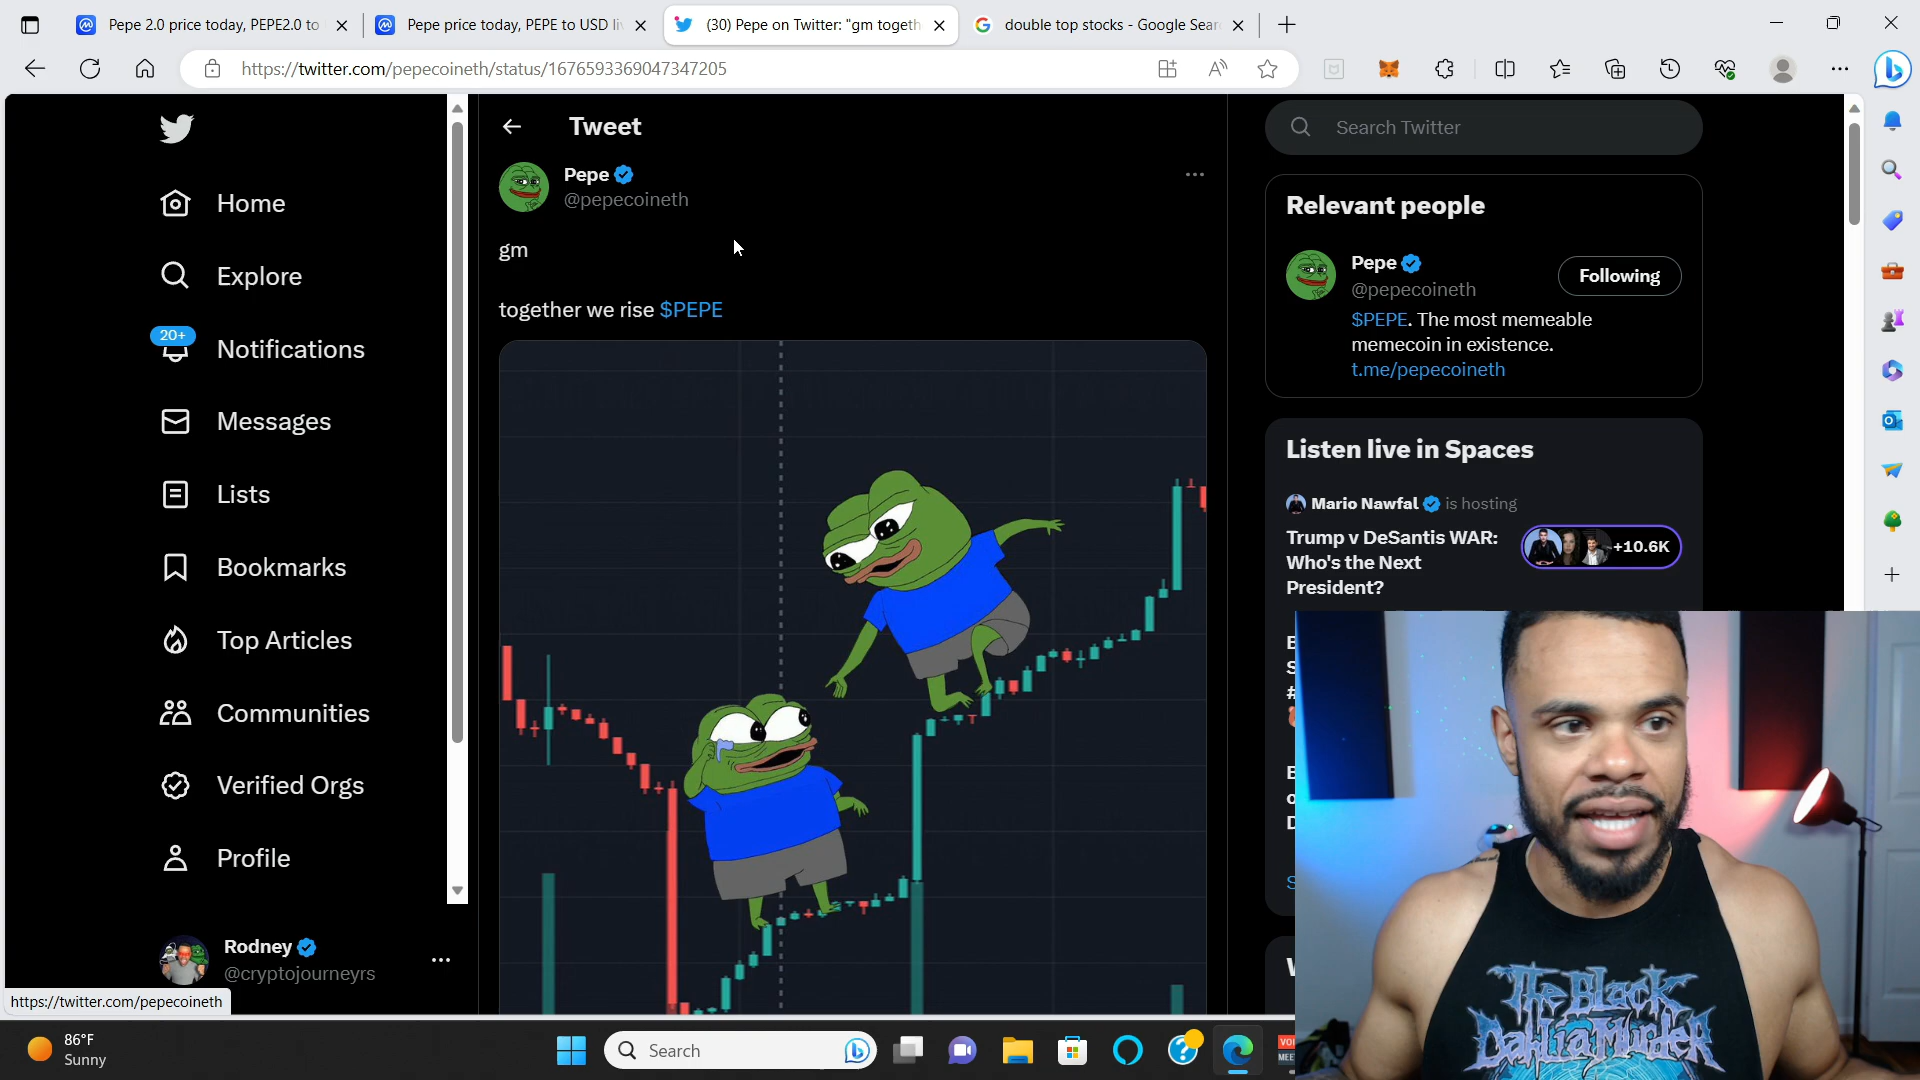 Pepe 2.0 price today, PEPE2.0 to
Pepe price today, PEPE to USD li
(30) Pepe on Twitter: "gm togeth
double top stocks - Google Sear
https://twitter.com/pepecoineth/status/1676593369047347205
Home
Explore
20+
Notifications
Messages
Lists
Bookmarks
Top Articles
Communities
Verified Orgs
Profile
Rodney
@cryptojourneyrs
https://twitter.com/pepecoineth
Tweet
Pepe
@pepecoineth
gm
together we rise $PEPE
Search Twitter
Relevant people
Pepe
@pepecoineth
Following
$PEPE. The most memeable
memecoin in existence.
t.me/pepecoineth
Listen live in Spaces
Mario Nawfal is hosting
Trump v DeSantis WAR:
Who's the Next
President?
+10.6K
The Black
Dahlia Murder
86°F
Sunny
Search